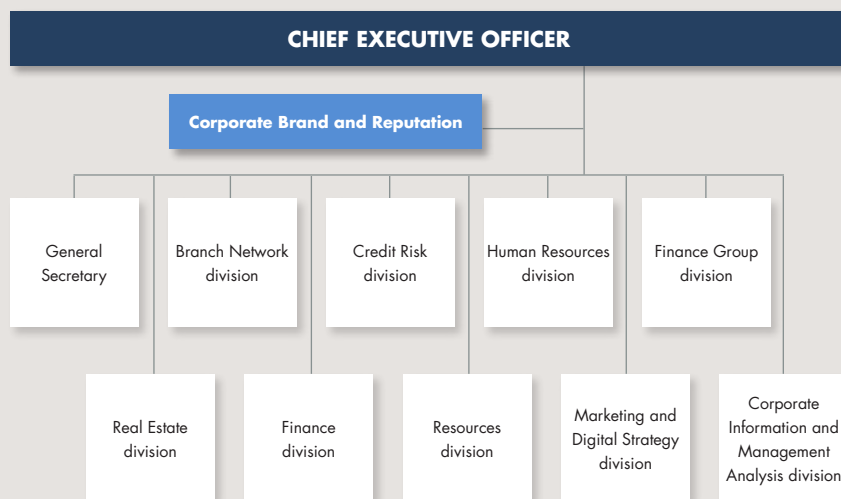 CHIEF EXECUTIVE OFFICER
Corporate Brand and Reputation
General
Secretary
Branch Network
division
Credit Risk
division
Human Resources
division
Finance Group
division
Real Estate
division
Finance
division
Resources
division
Marketing and
Digital Strategy
division
Corporate
Information and
Management
Analysis division